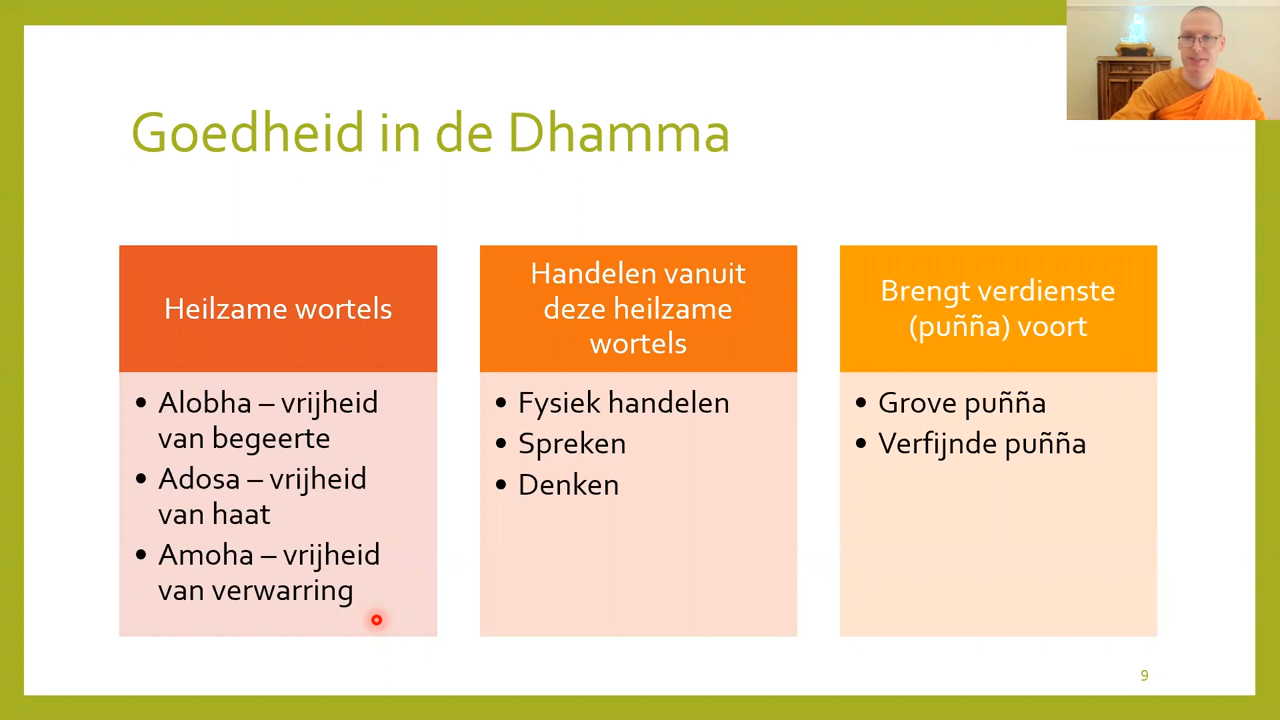 Goedheid in de Dhamma
Heilzame wortels
• Alobha – vrijheid
van begeerte
• Adosa – vrijheid
van haat
• Amoha – vrijheid
van verwarring
Handelen vanuit
deze heilzame
wortels
• Fysiek handelen
• Spreken
• Denken
Brengt verdienste
(puñña) voort
• Grove puñña
• Verfijnde puñña
9